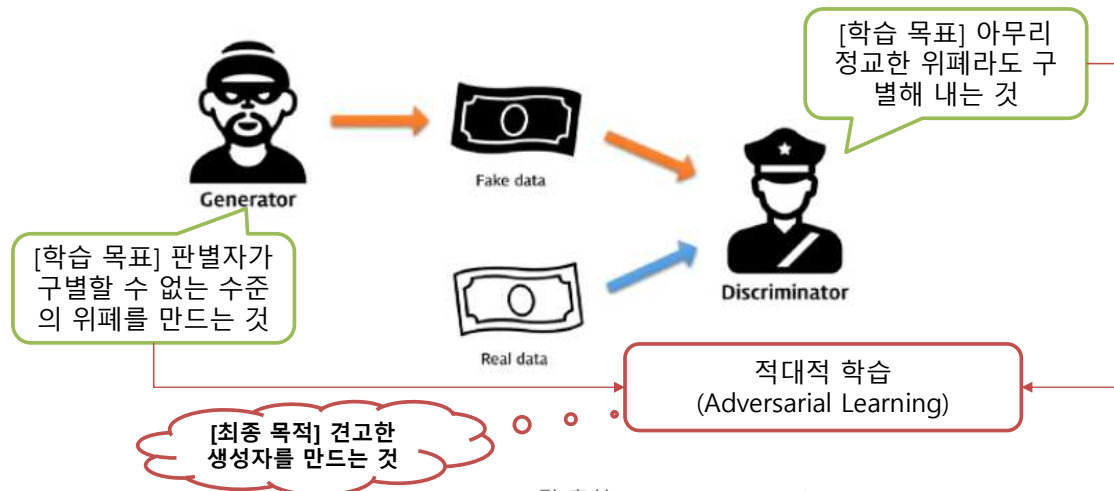 [학습 목표] 아무리
정교한 위폐라도 구
별해 내는 것
Generator
Fake data
[학습 목표] 판별자가
구별할 수 없는 수준
의 위폐를 만드는 것
Discriminator
Real data
적대적 학습
(Adversarial Learning)
[최종 목적] 견고한
생성자를 만드는 것